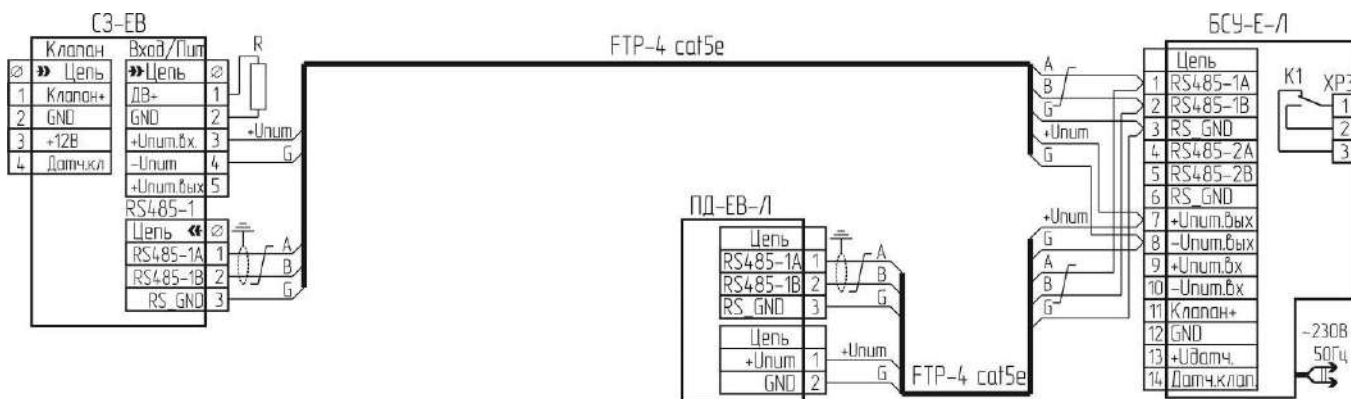 СЗ-ЕВ
Клапан
∅ Цепь
1 Клапан+
2 GND
3 +12В
4 Датч.кл
Вход/Пит
Цепь ∅
ДВ+ 1
GND 2
+Uпит.вх. 3
-Uпит 4
+Uпит.вых 5
RS485-1
Цепь ∅
RS485-1A 1
RS485-1B 2
RS_GND 3
R
+Uпит
G
A
B
G
FTP-4 cat5e
A
B
G
+Uпит
G
ПД-ЕВ-Л
Цепь
RS485-1A 1
RS485-1B 2
RS_GND 3
Цепь
+Uпит 1
GND 2
A
B
G
+Uпит
G
FTP-4 cat5e
+Uпит
G
A
B
G
БСУ-Е-Л
Цепь
1 RS485-1A
2 RS485-1B
3 RS_GND
4 RS485-2A
5 RS485-2B
6 RS_GND
7 +Uпит.вых
8 -Uпит.вых
9 +Uпит.вх
10 -Uпит.вх
11 Клапан+
12 GND
13 +Uдатч.
14 Датч.клап.
K1
XP3
1
2
3
~230В
50Гц